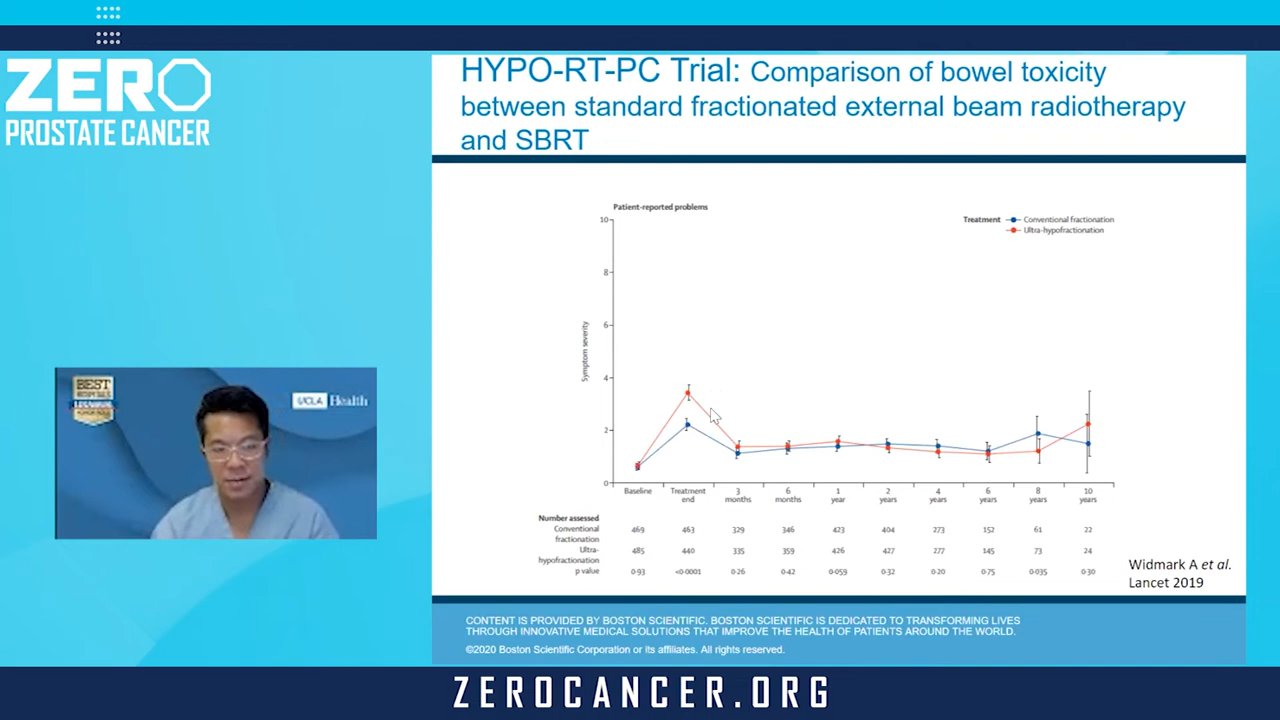 ZERO
PROSTATE CANCER
HYPO-RT-PC Trial: Comparison of bowel toxicity
between standard fractionated external beam radiotherapy
and SBRT
Patient-reported problems
Treatment
Conventional fractionation
Ultra-hypofractionation
Symptom severity
10
8
6
4
2
0
Baseline Treatment end 3 months 6 months 1 year 2 years 4 years 6 years 8 years 10 years
Number assessed
Conventional fractionation 469 463 329 346 423 404 273 152 61 22
Ultra-hypofractionation 485 440 335 359 426 427 277 145 73 24
p value 0·93 <0·0001 0·26 0·42 0·059 0·32 0·20 0·75 0·035 0·30
Widmark A et al.
Lancet 2019
BEST
HOSPITALS
UCLA Health
CONTENT IS PROVIDED BY BOSTON SCIENTIFIC. BOSTON SCIENTIFIC IS DEDICATED TO TRANSFORMING LIVES
THROUGH INNOVATIVE MEDICAL SOLUTIONS THAT IMPROVE THE HEALTH OF PATIENTS AROUND THE WORLD.
©2020 Boston Scientific Corporation or its affiliates. All rights reserved.
ZEROCANCER.ORG